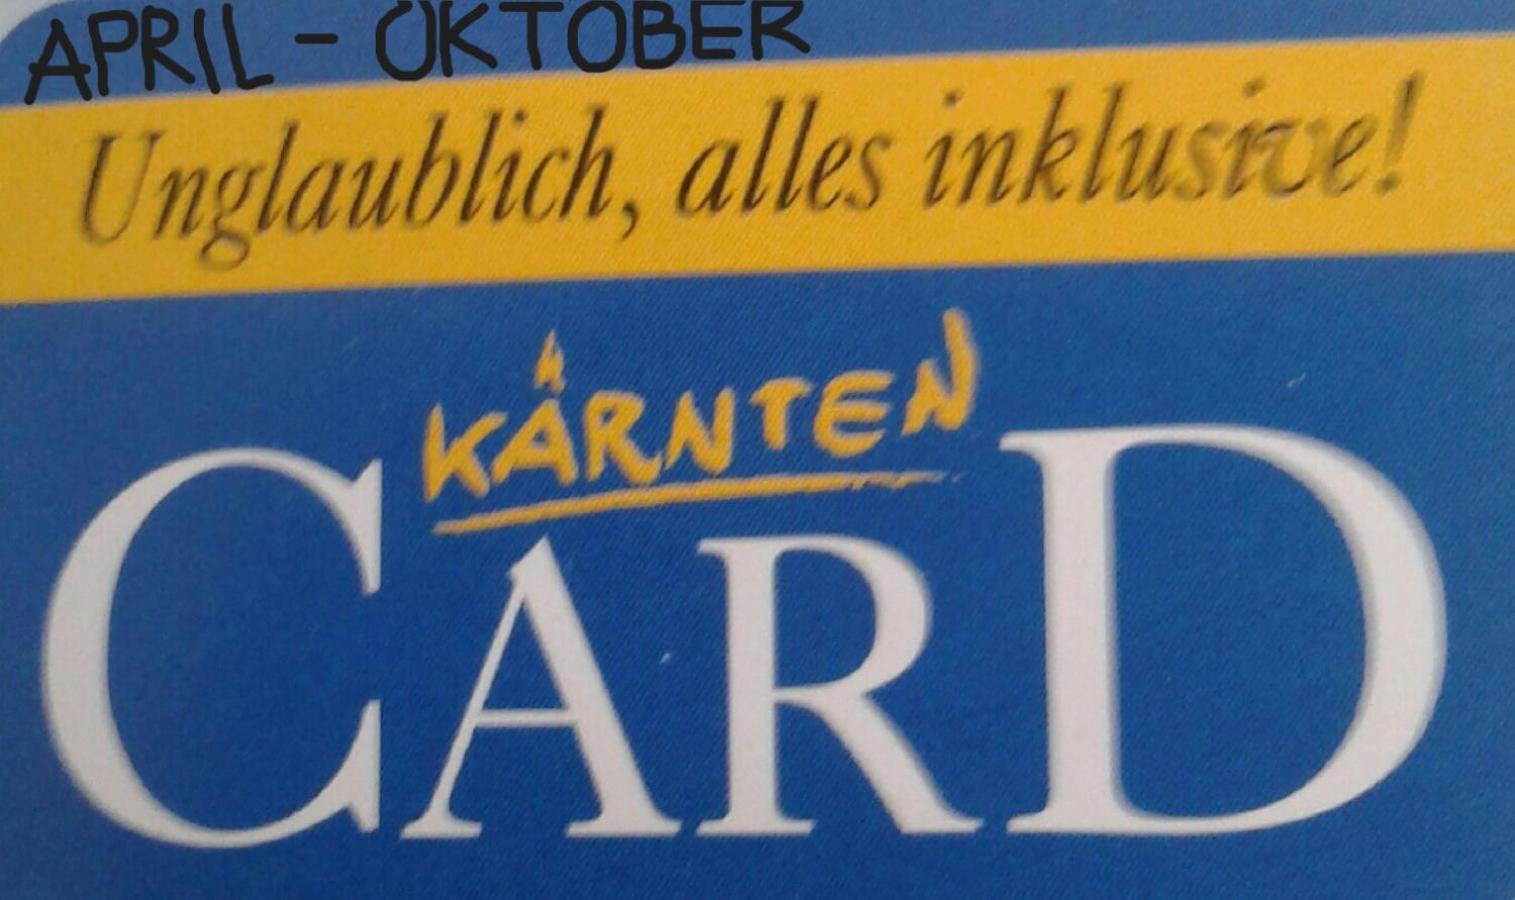 APRIL - OKTOBER
Unglaublich, alles inklusive!
KÄRNTEN
CARD